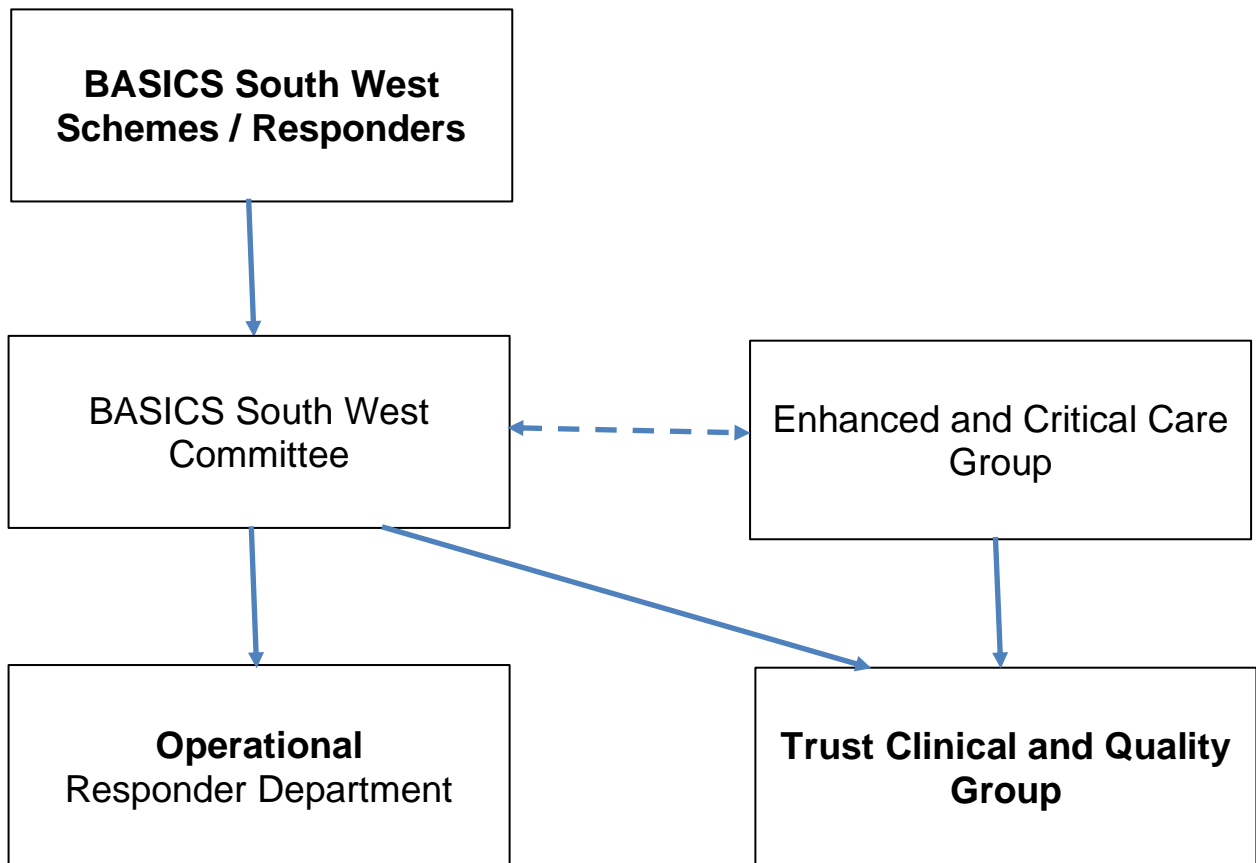 BASICS South West
Schemes / Responders
BASICS South West
Committee
Enhanced and Critical Care
Group
Operational
Responder Department
Trust Clinical and Quality
Group